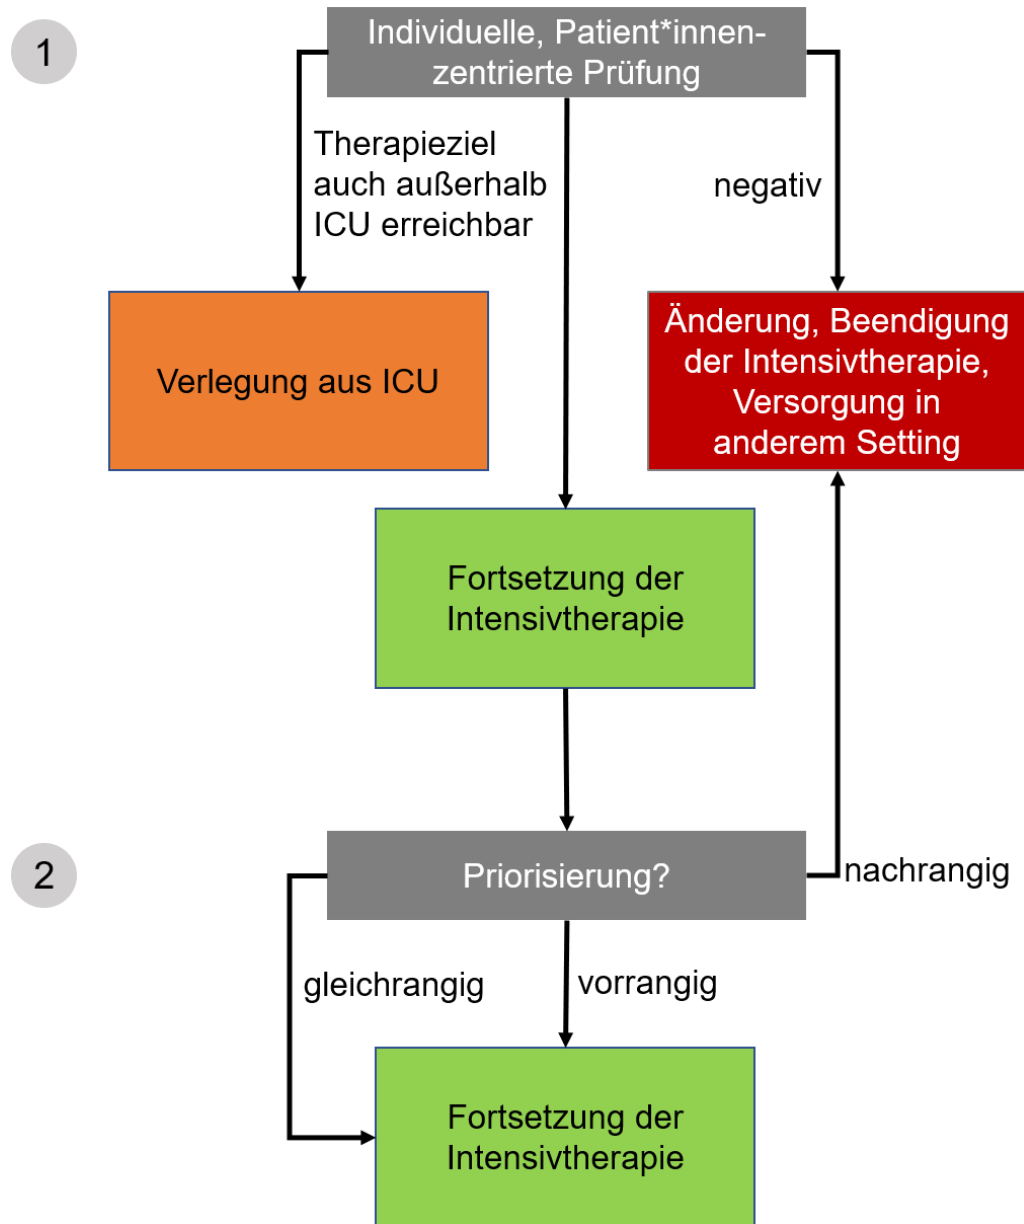 1
Individuelle, Patient*innen-
zentrierte Prüfung
Therapieziel
auch außerhalb
ICU erreichbar
negativ
Verlegung aus ICU
Änderung, Beendigung
der Intensivtherapie,
Versorgung in
anderem Setting
Fortsetzung der
Intensivtherapie
2
Priorisierung?
nachrangig
gleichrangig
vorrangig
Fortsetzung der
Intensivtherapie